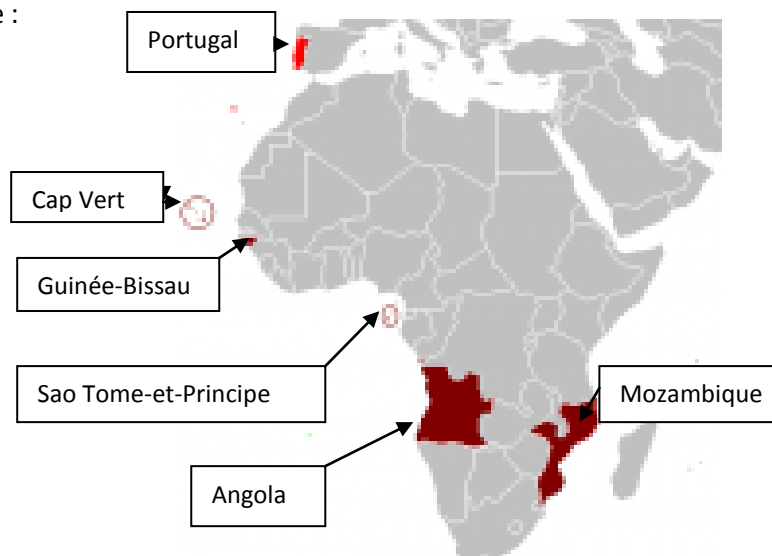 e :
Portugal
Cap Vert
Guinée-Bissau
Sao Tome-et-Principe
Mozambique
Angola